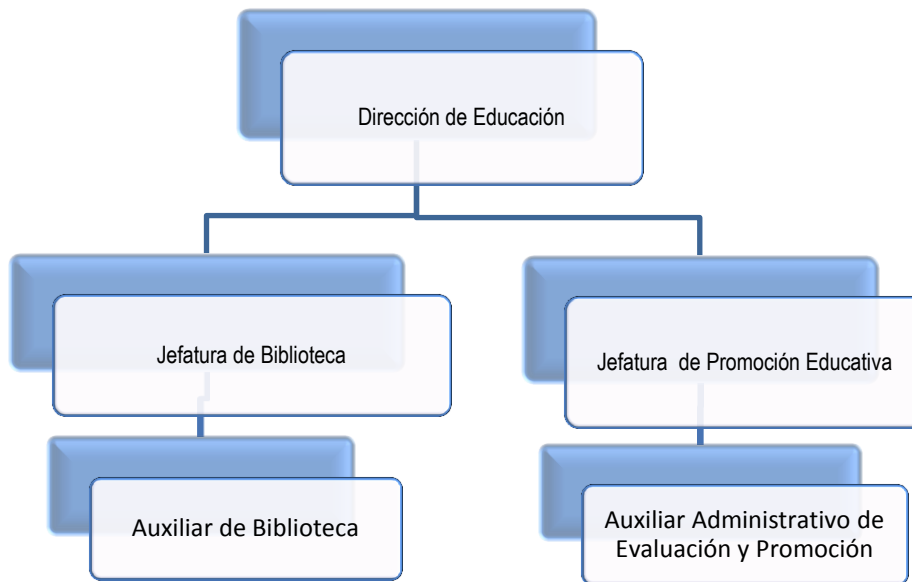 Dirección de Educación
Jefatura de Biblioteca
Jefatura de Promoción Educativa
Auxiliar de Biblioteca
Auxiliar Administrativo de
Evaluación y Promoción